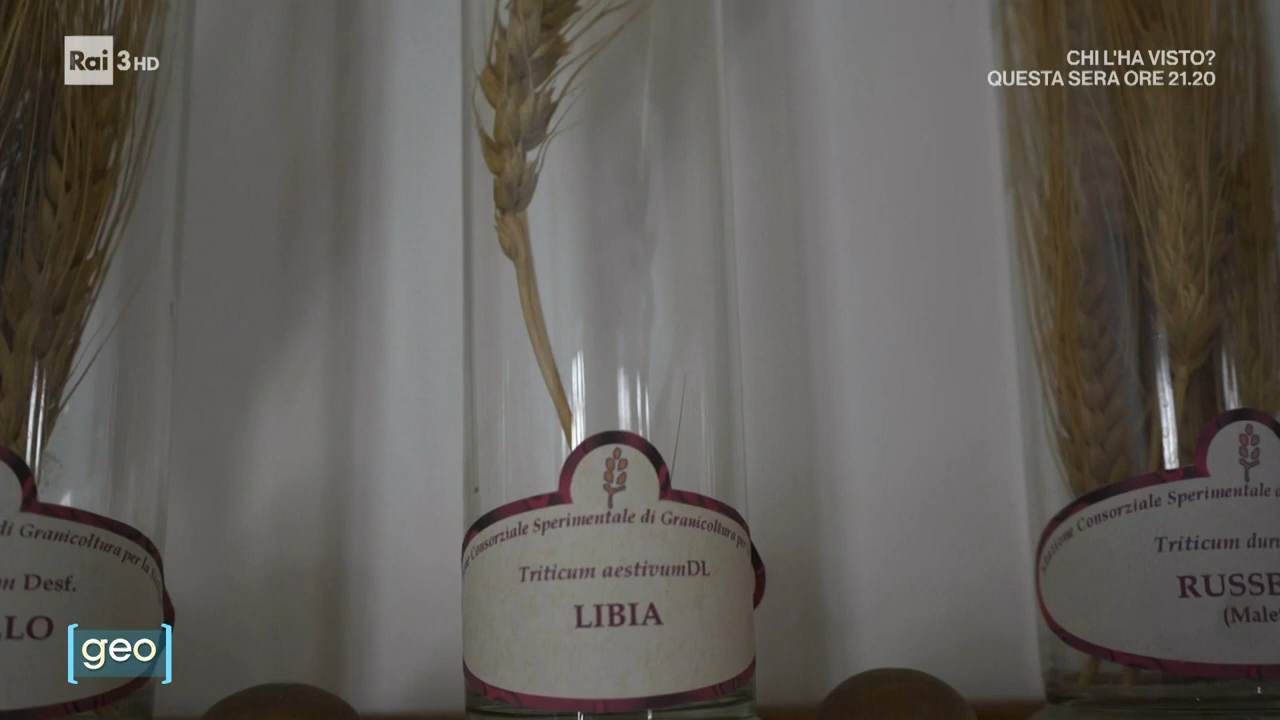 Rai 3 HD
CHI L'HA VISTO?
QUESTA SERA ORE 21.20
di Granicoltura per la
Desf.
LLO
Consorziale Sperimentale di Granicoltura per
Triticum aestivumDL
LIBIA
Consorziale Sperimentale
Triticum dur
RUSSE
(Male
[geo]